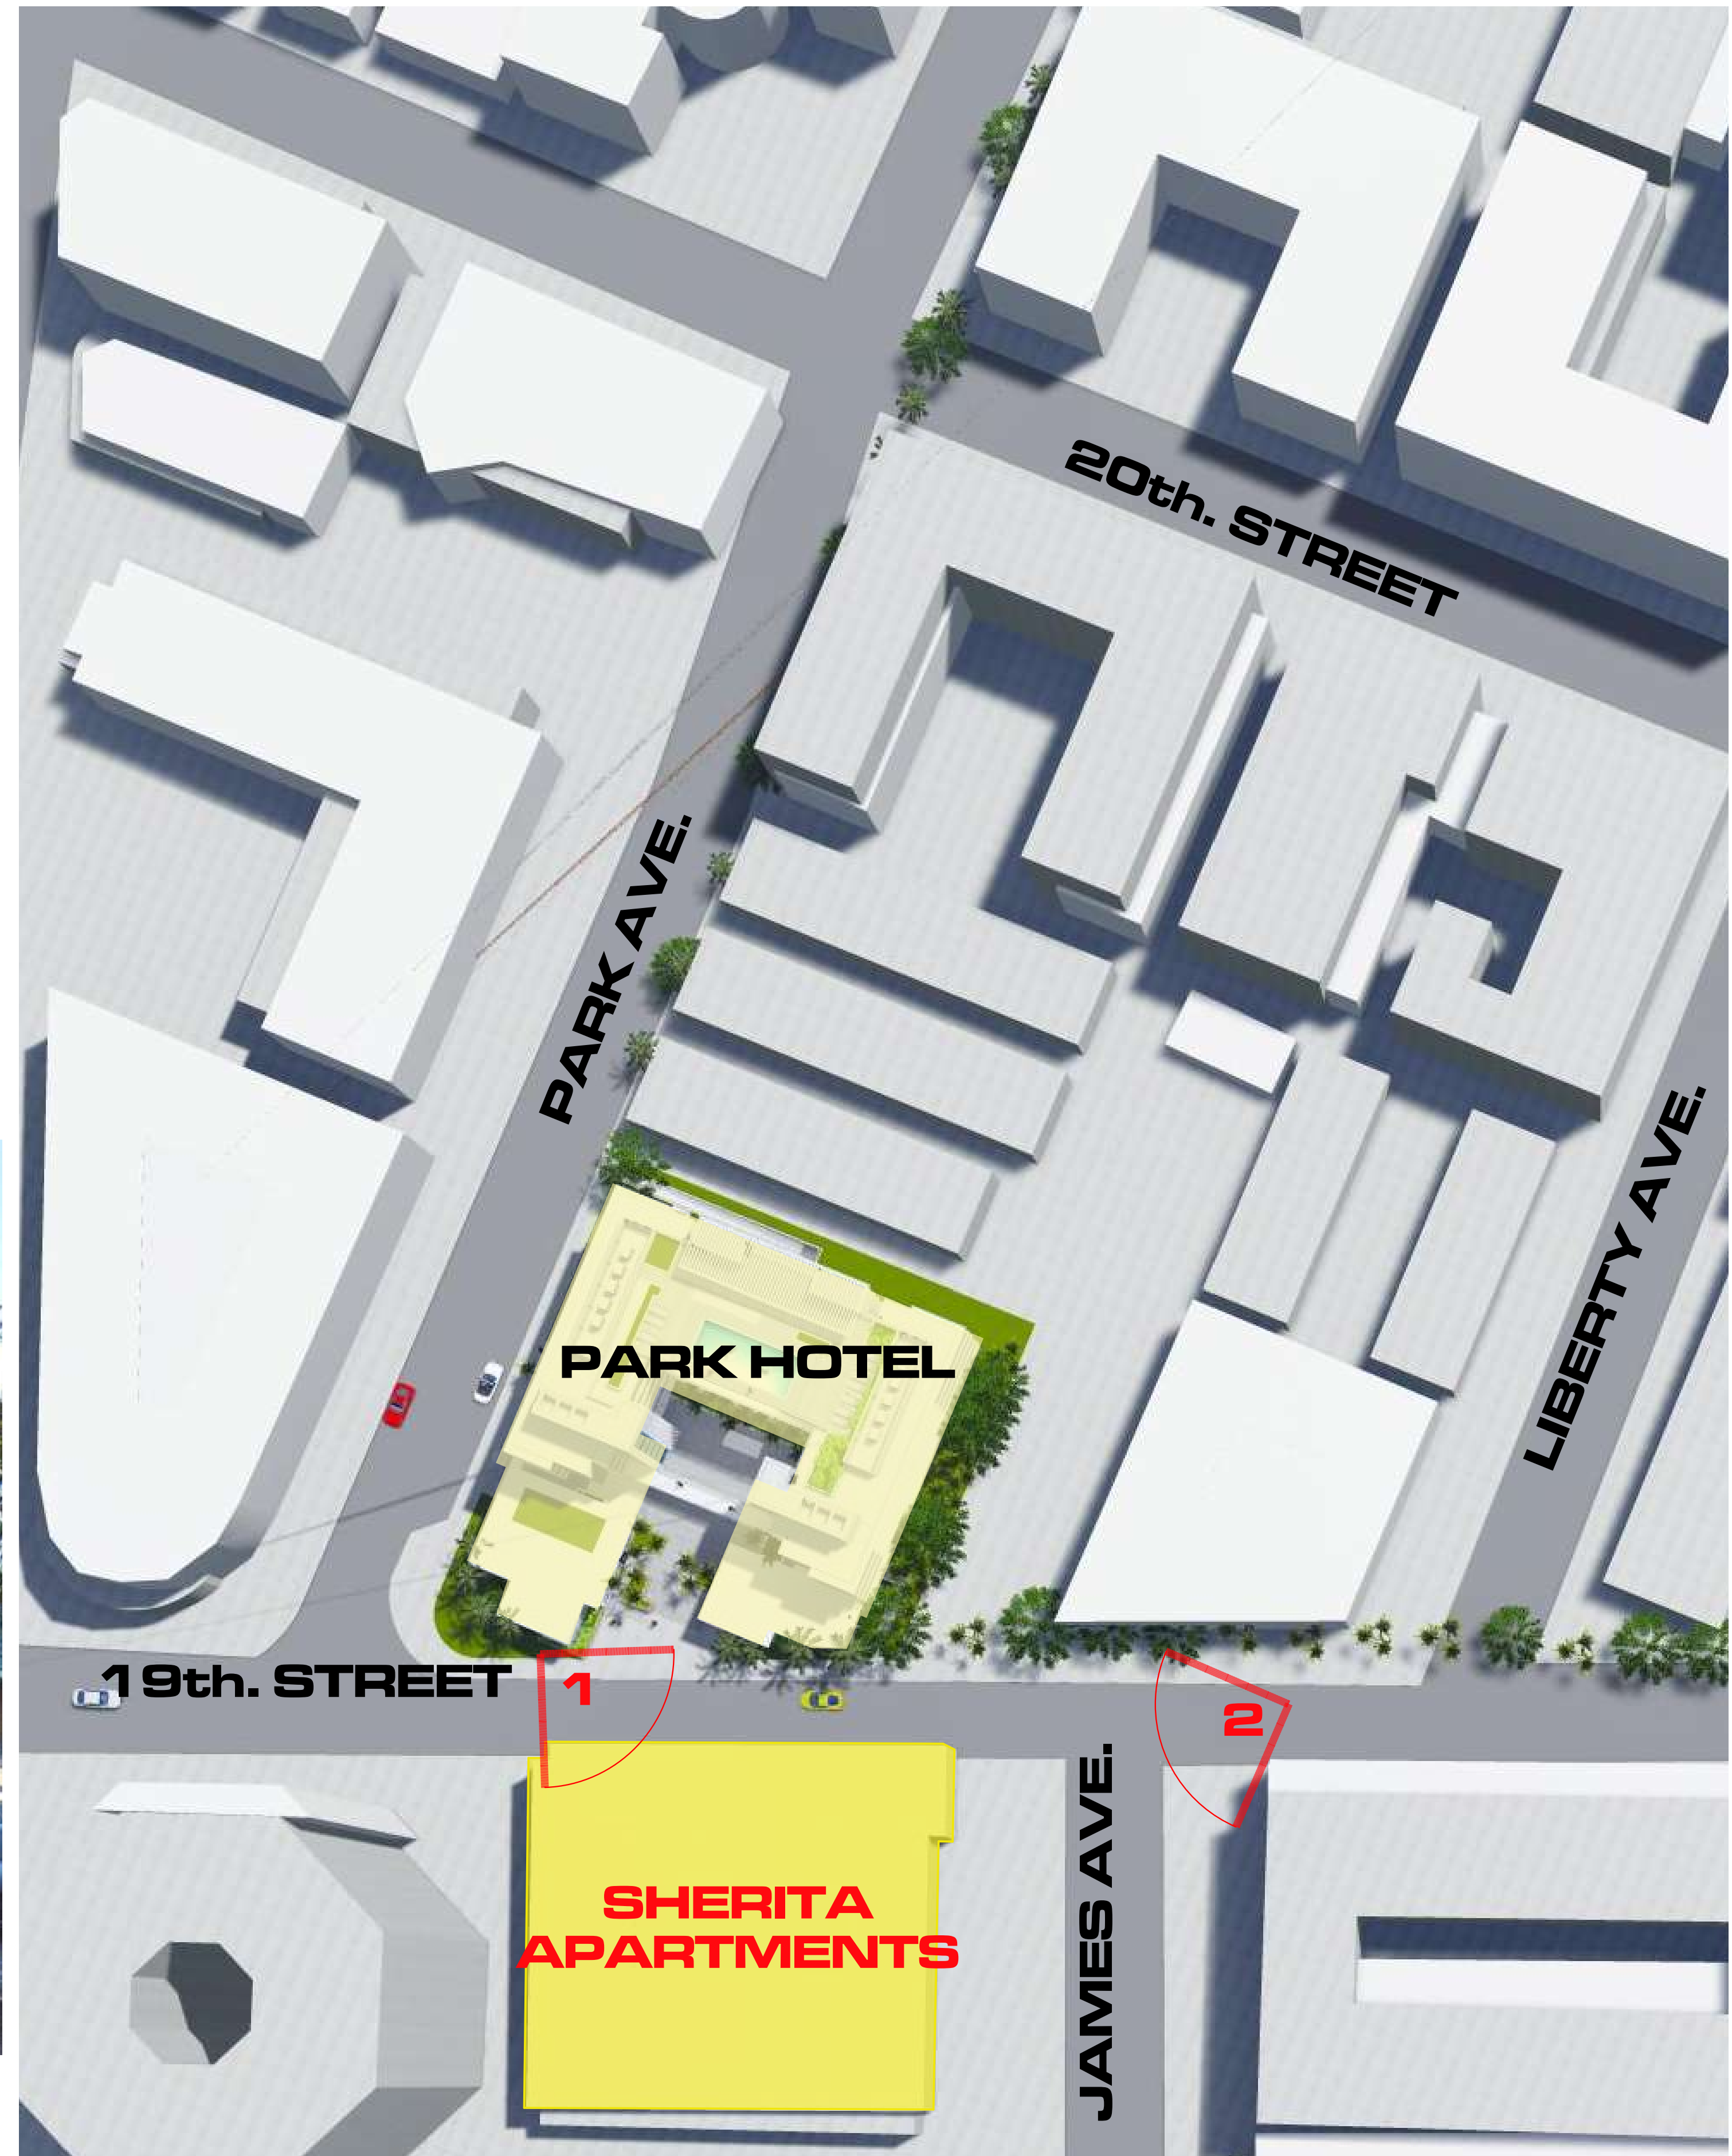 20th. STREET
PARK AVE.
LIBERTY AVE.
PARK HOTEL
19th. STREET
1
2
JAMES AVE.
SHERITA
APARTMENTS